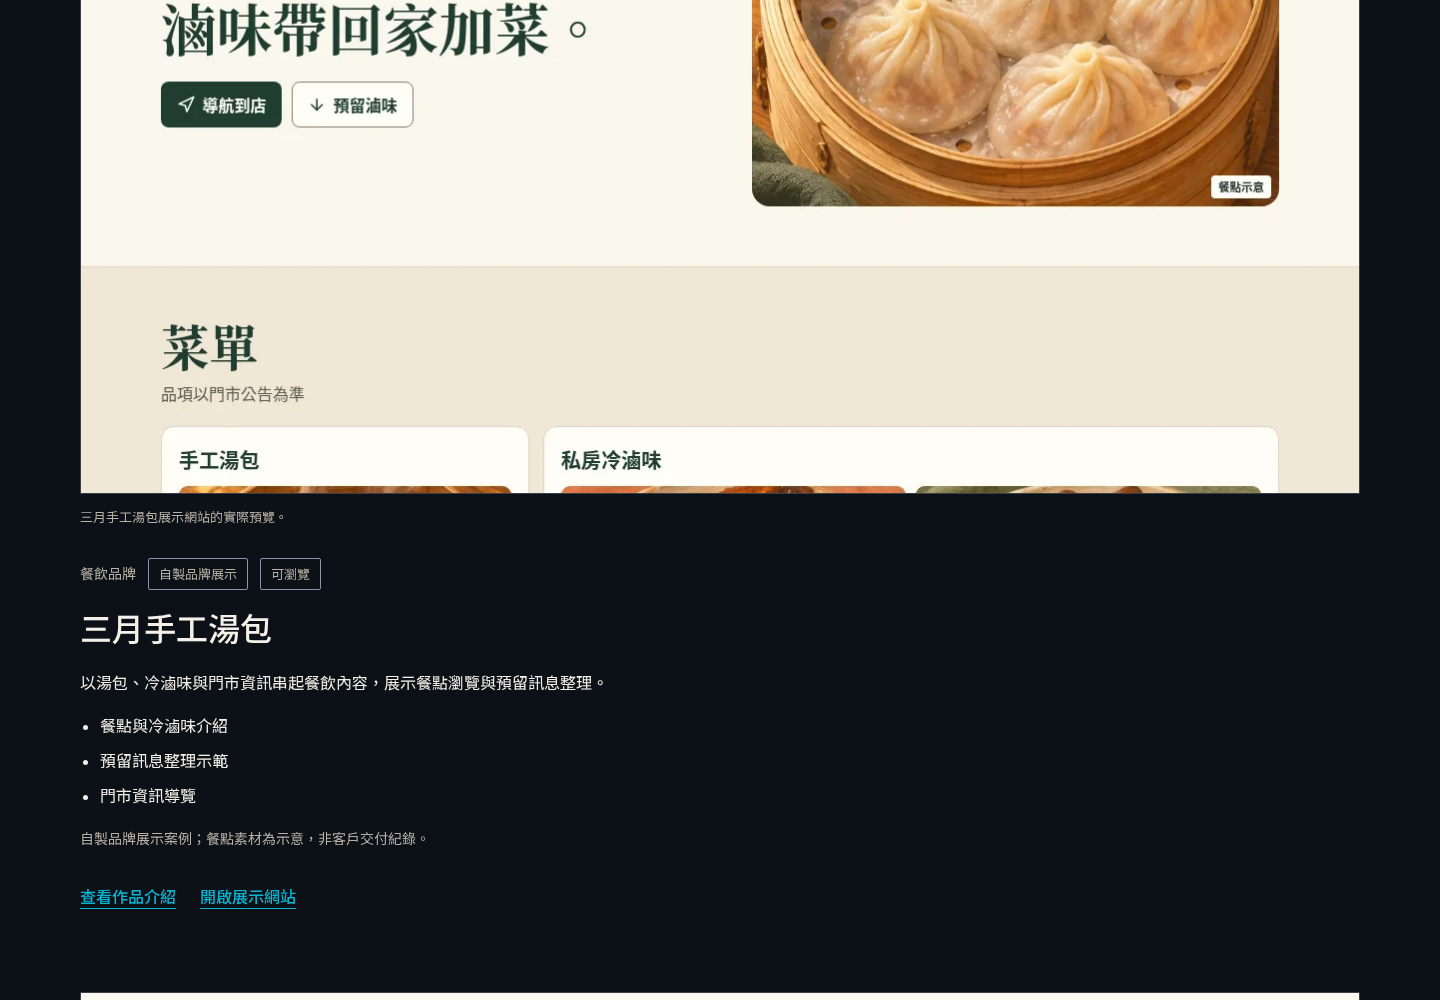 滷味帶回家加菜。
導航到店
預留滷味
餐點示意
菜單
品項以門市公告為準
手工湯包
私房冷滷味
三月手工湯包展示網站的實際預覽。
餐飲品牌
自製品牌展示
可瀏覽
三月手工湯包
以湯包、冷滷味與門市資訊串起餐飲內容，展示餐點瀏覽與預留訊息整理。
餐點與冷滷味介紹
預留訊息整理示範
門市資訊導覽
自製品牌展示案例；餐點素材為示意，非客戶交付紀錄。
查看作品介紹
開啟展示網站